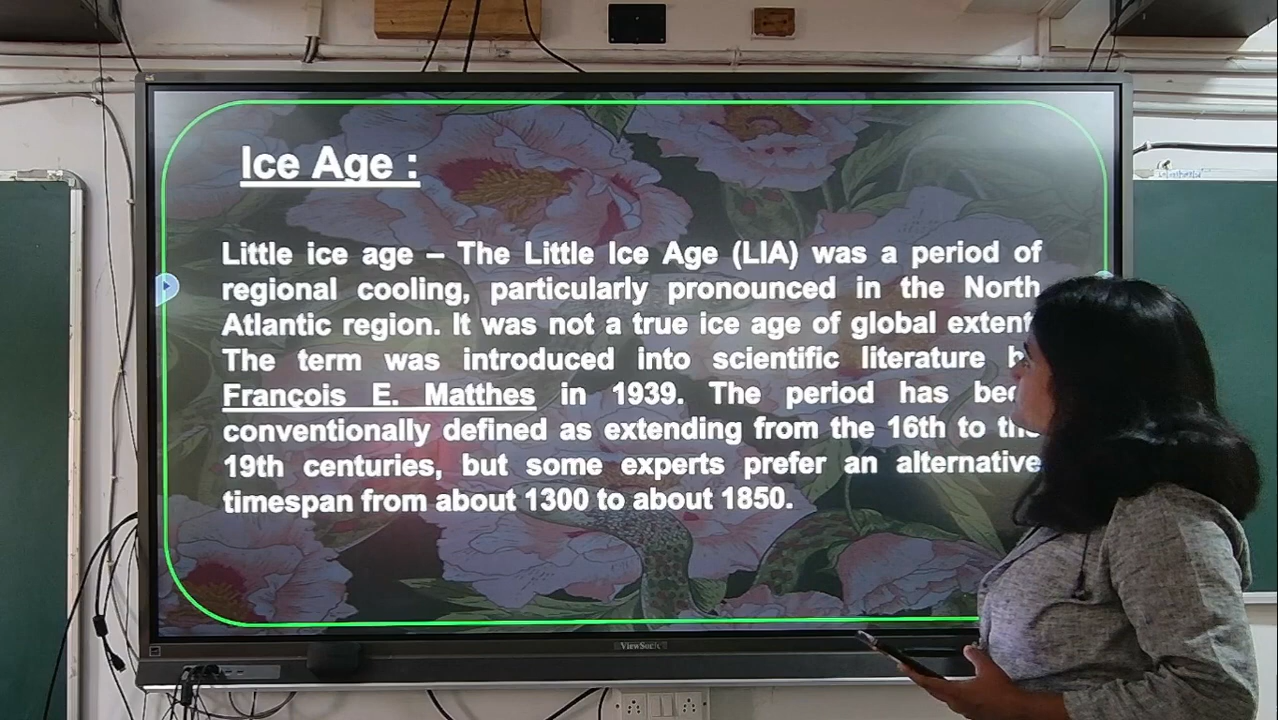 Ice Age :
Little ice age – The Little Ice Age (LIA) was a period of
regional cooling, particularly pronounced in the North
Atlantic region. It was not a true ice age of global extent
The term was introduced into scientific literature
François E. Matthes in 1939. The period has
conventionally defined as extending from the 16th to
19th centuries, but some experts prefer an alternative
timespan from about 1300 to about 1850.
ViewSonic